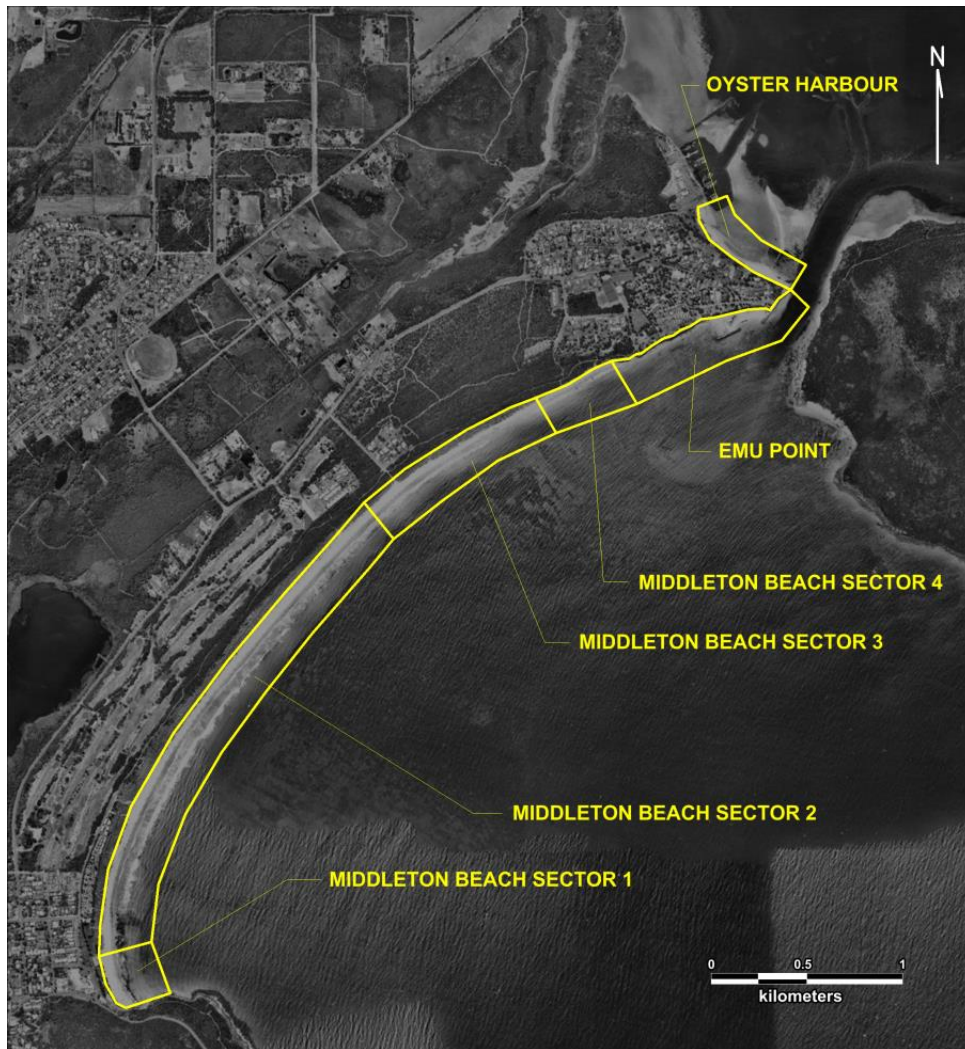 N
OYSTER HARBOUR
EMU POINT
MIDDLETON BEACH SECTOR 4
MIDDLETON BEACH SECTOR 3
MIDDLETON BEACH SECTOR 2
MIDDLETON BEACH SECTOR 1
0 0.5 1
kilometers